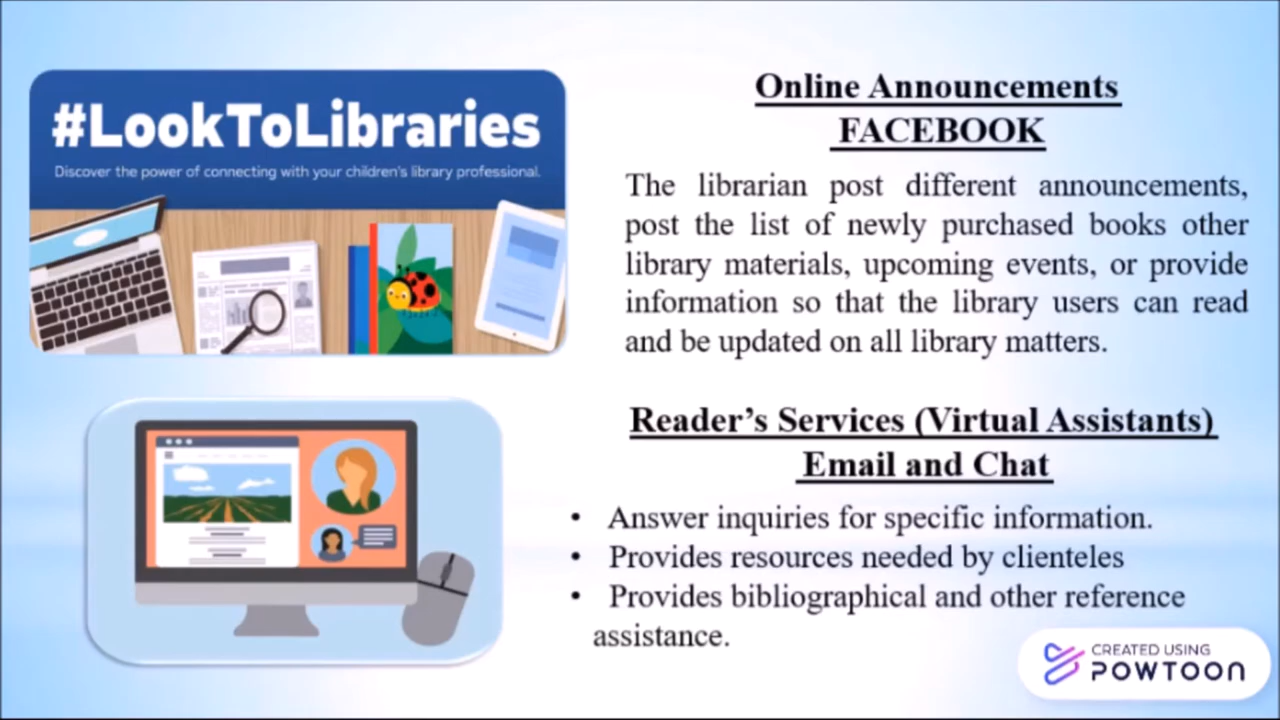 #LookToLibraries
Discover the power of connecting with your children's library professional.
Online Announcements
FACEBOOK
The librarian post different announcements,
post the list of newly purchased books other
library materials, upcoming events, or provide
information so that the library users can read
and be updated on all library matters.
Reader’s Services (Virtual Assistants)
Email and Chat
• Answer inquiries for specific information.
• Provides resources needed by clienteles
• Provides bibliographical and other reference
assistance.
CREATED USING
POWTOON